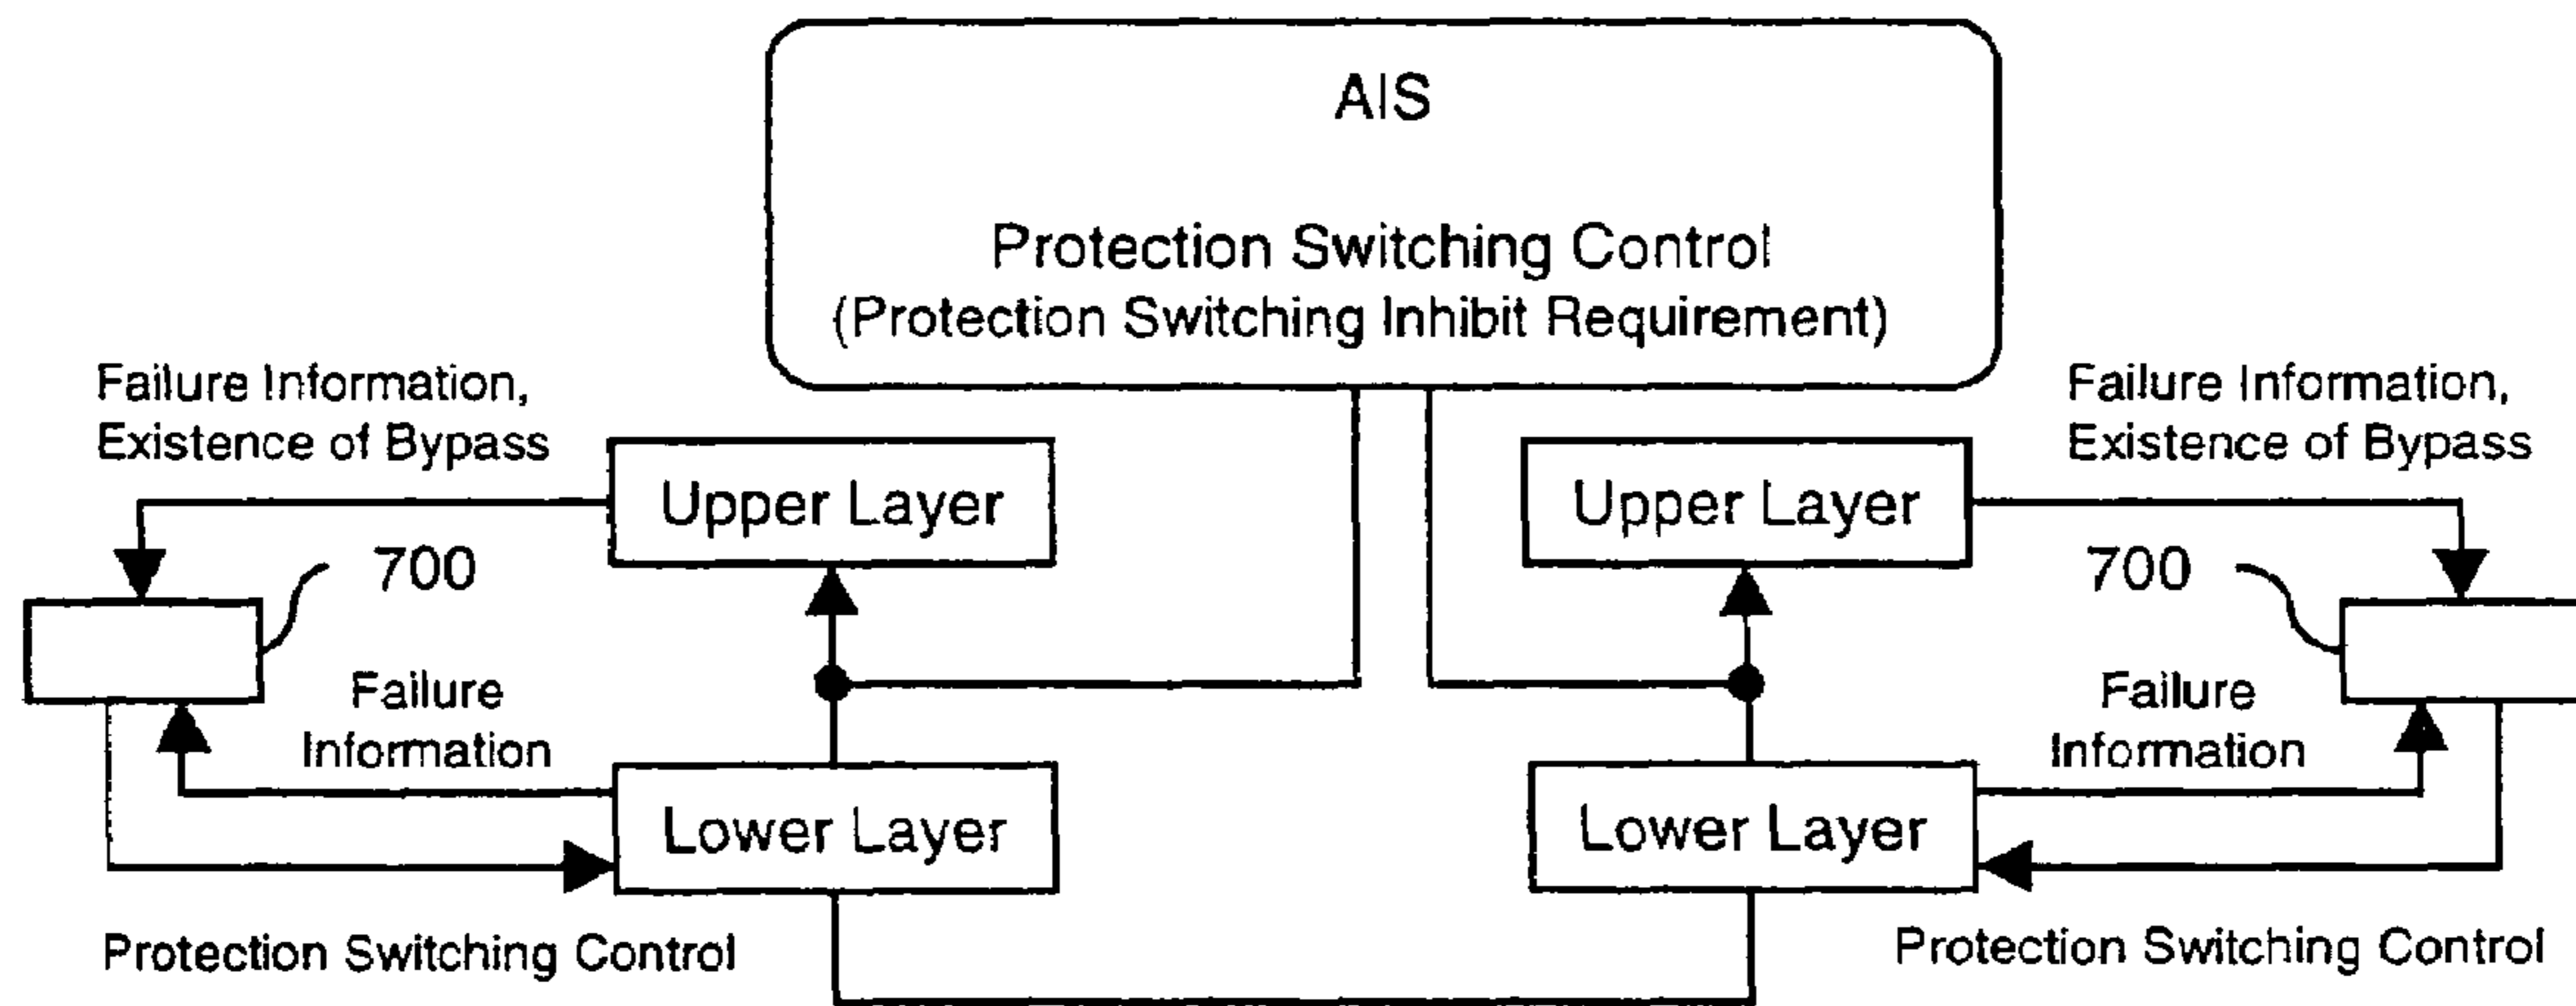 AIS
Protection Switching Control
(Protection Switching Inhibit Requirement)
Failure Information,
Existence of Bypass
Failure Information,
Existence of Bypass
Upper Layer
Upper Layer
700
700
Failure
Information
Failure
Information
Lower Layer
Lower Layer
Protection Switching Control
Protection Switching Control